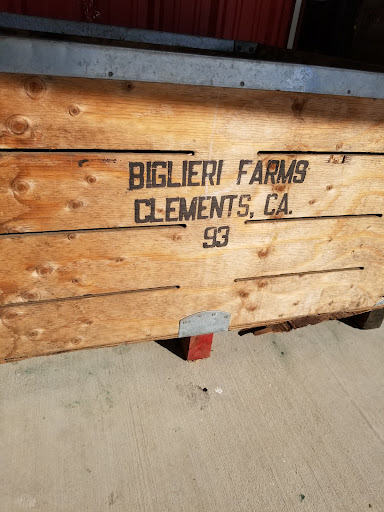 BIGLIERI FARMS
CLEMENTS, CA.
93